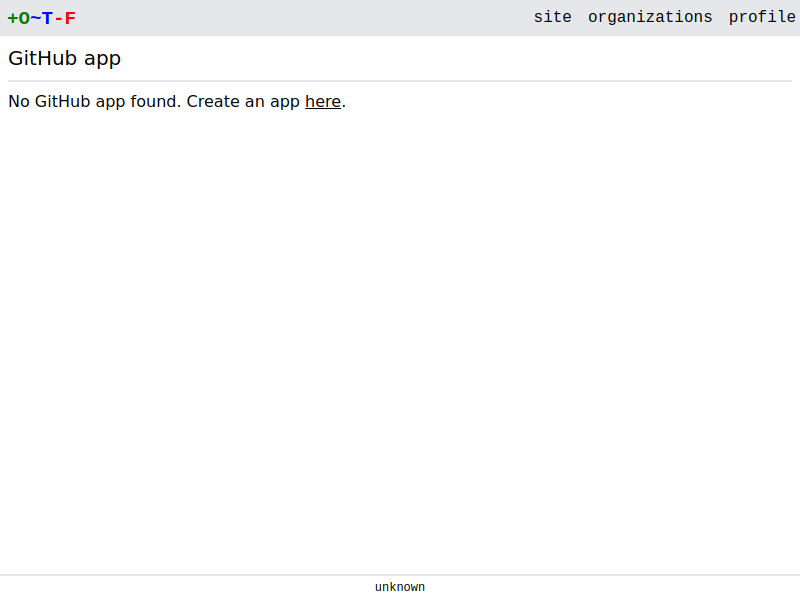 +O~T-F site organizations profile
GitHub app
No GitHub app found. Create an app here.
unknown